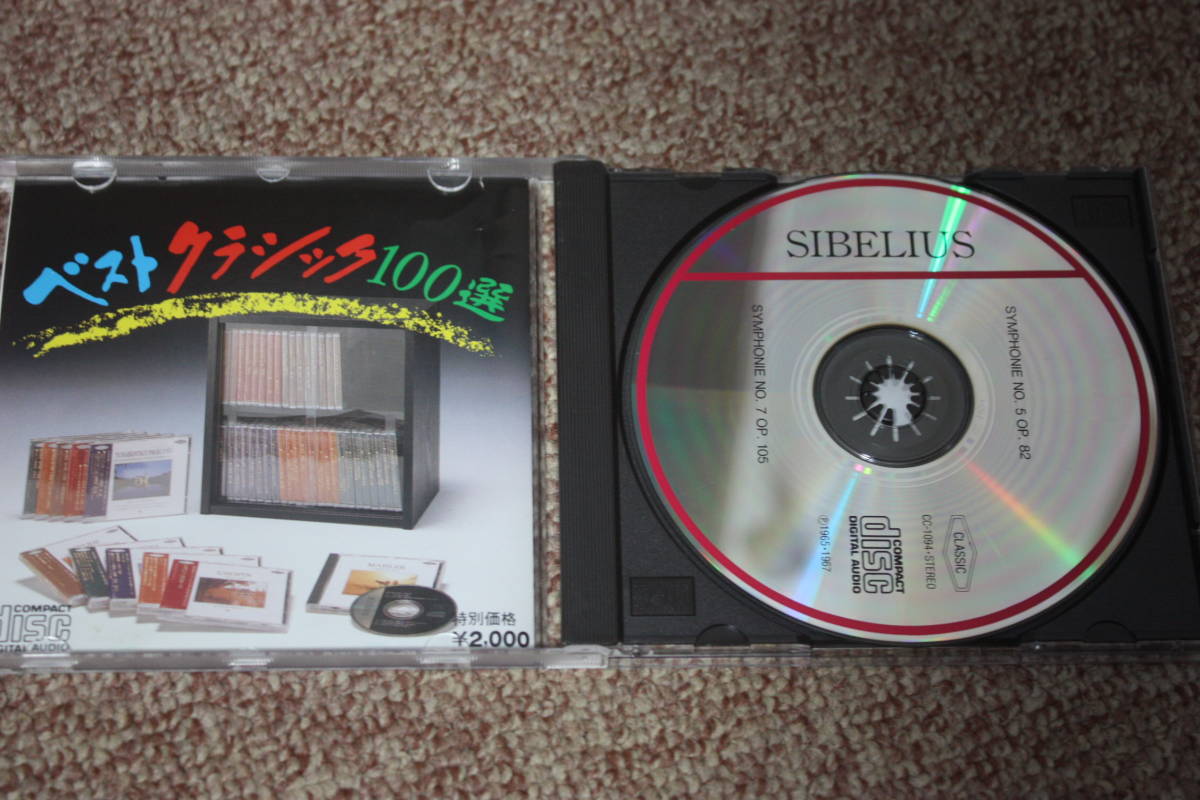 ベスト クラシック 100選
MAHLER
CHOPIN
COMPACT
disc
DIGITAL AUDIO
特別価格
¥2,000
SIBELIUS
SYMPHONIE NO. 5 OP. 82
SYMPHONIE NO. 7 OP. 105
CLASSIC
CC-1094・STEREO
COMPACT
disc
DIGITAL AUDIO
℗1965・1967